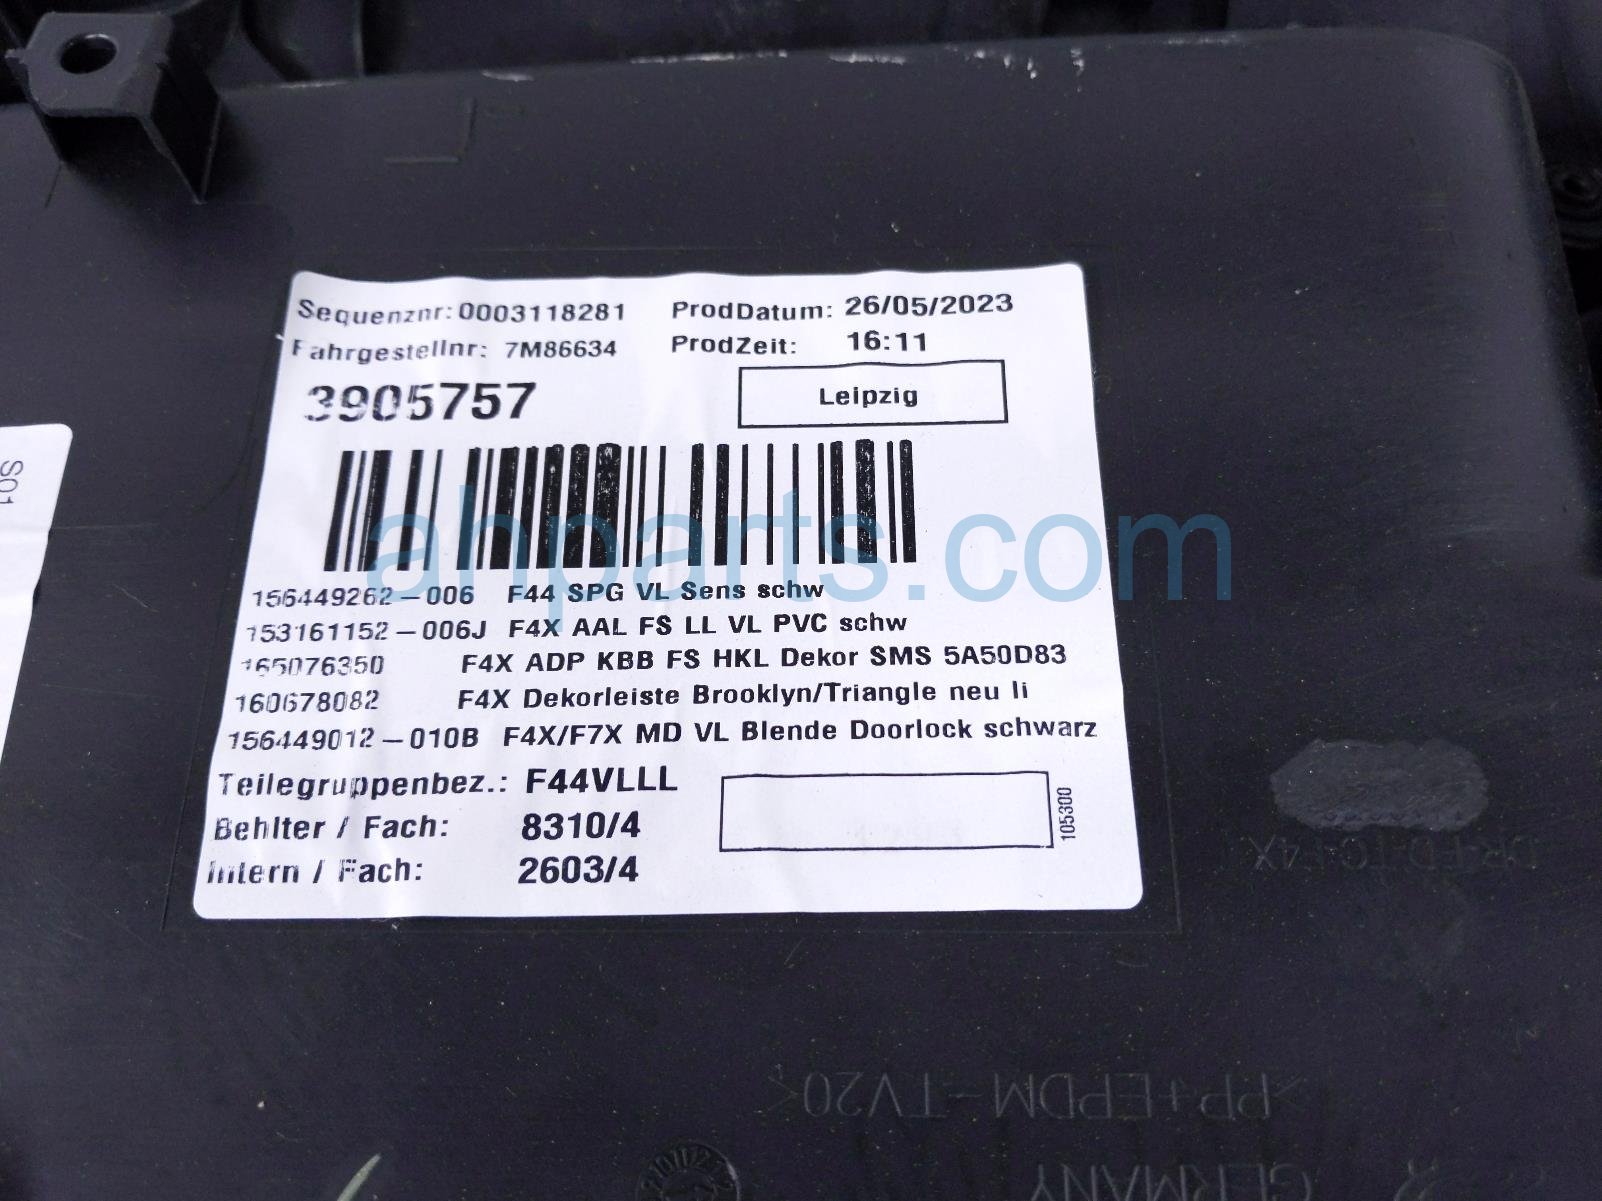 Sequenznr: 0003118281 ProdDatum: 26/05/2023
Fahrgestellnr: 7M86634 ProdZeit: 16:11
3905757
Leipzig
156449262-006 F44 SPG VL Sens schw
153161152-006J F4X AAL FS LL VL PVC schw
165076350 F4X ADP KBB FS HKL Dekor SMS 5A50D83
160678082 F4X Dekorleiste Brooklyn/Triangle neu li
156449012-010B F4X/F7X MD VL Blende Doorlock schwarz
Teilegruppenbez.: F44VLLL
Behlter / Fach: 8310/4
Intern / Fach: 2603/4
105300
S01
ahparts.com
>PP+EPDM-TV20<
GERMANY